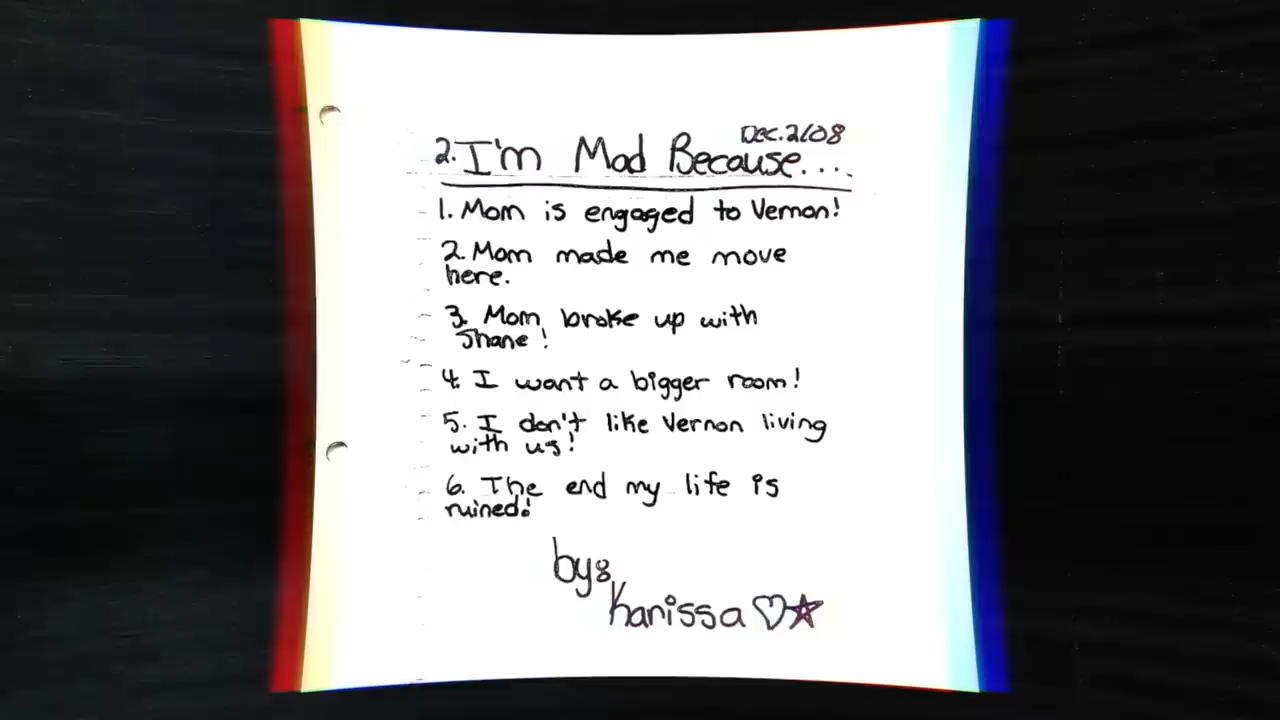 Dec. 2/08
2. I'm Mad Because....
1. Mom is engaged to Vernon!
2. Mom made me move
here.
3. Mom broke up with
Shane!
4. I want a bigger room!
5. I don't like Vernon living
with us!
6. The end my life is
ruined!
by:
Karissa